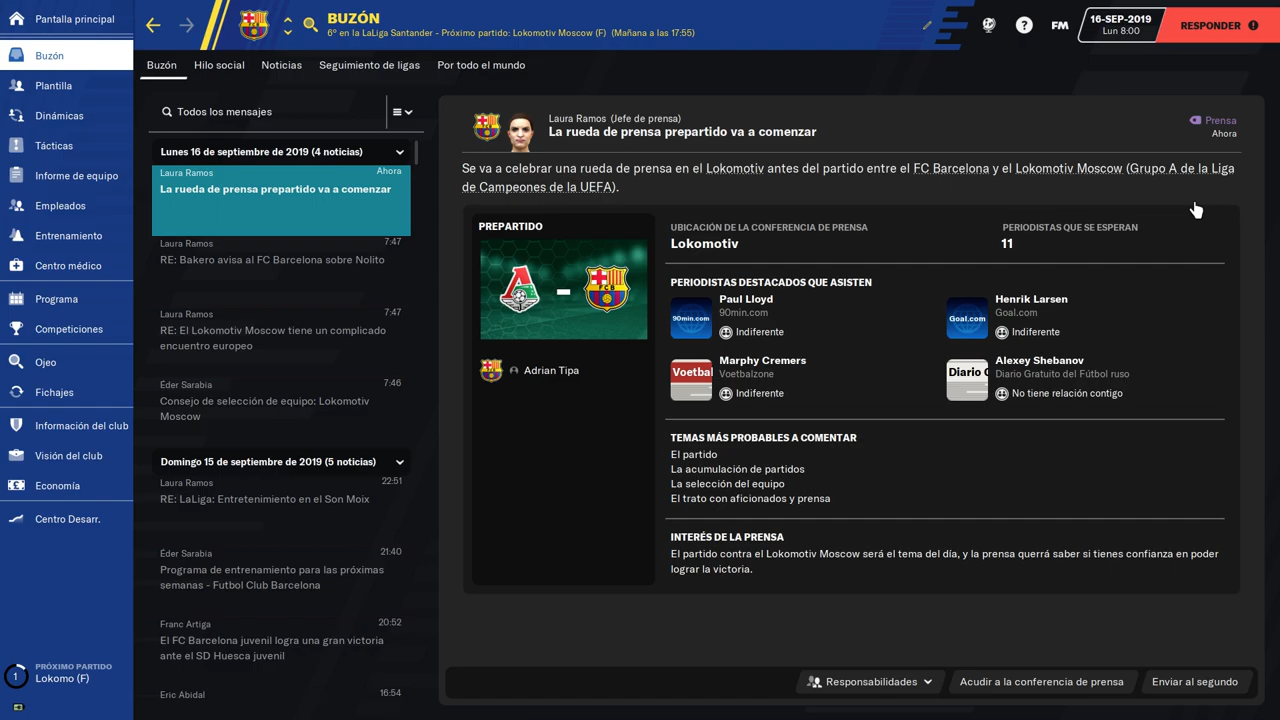 Pantalla principal
Buzón
Plantilla
Dinámicas
Tácticas
Informe de equipo
Empleados
Entrenamiento
Centro médico
Programa
Competiciones
Ojeo
Fichajes
Información del club
Visión del club
Economía
Centro Desarr.
1
PRÓXIMO PARTIDO
Lokomo (F)
BUZÓN
6º en la LaLiga Santander - Próximo partido: Lokomotiv Moscow (F) (Mañana a las 17:55)
?
FM
16-SEP-2019
Lun 8:00
RESPONDER
Buzón
Hilo social
Noticias
Seguimiento de ligas
Por todo el mundo
Todos los mensajes
Lunes 16 de septiembre de 2019 (4 noticias)
Laura Ramos
Ahora
La rueda de prensa prepartido va a comenzar
Laura Ramos
7:47
RE: Bakero avisa al FC Barcelona sobre Nolito
Laura Ramos
7:47
RE: El Lokomotiv Moscow tiene un complicado
encuentro europeo
Éder Sarabia
7:46
Consejo de selección de equipo: Lokomotiv
Moscow
Domingo 15 de septiembre de 2019 (5 noticias)
Laura Ramos
22:51
RE: LaLiga: Entretenimiento en el Son Moix
Éder Sarabia
21:40
Programa de entrenamiento para las próximas
semanas - Futbol Club Barcelona
Franc Artiga
20:52
El FC Barcelona juvenil logra una gran victoria
ante el SD Huesca juvenil
Eric Abidal
16:54
Laura Ramos (Jefe de prensa)
La rueda de prensa prepartido va a comenzar
Prensa
Ahora
Se va a celebrar una rueda de prensa en el Lokomotiv antes del partido entre el FC Barcelona y el Lokomotiv Moscow (Grupo A de la Liga
de Campeones de la UEFA).
PREPARTIDO
Adrian Tipa
UBICACIÓN DE LA CONFERENCIA DE PRENSA
Lokomotiv
PERIODISTAS QUE SE ESPERAN
11
PERIODISTAS DESTACADOS QUE ASISTEN
90min.com
Paul Lloyd
90min.com
Indiferente
Goal.com
Henrik Larsen
Goal.com
Indiferente
Voetbal
Marphy Cremers
Voetbalzone
Indiferente
Diario G
Alexey Shebanov
Diario Gratuito del Fútbol ruso
No tiene relación contigo
TEMAS MÁS PROBABLES A COMENTAR
El partido
La acumulación de partidos
La selección del equipo
El trato con aficionados y prensa
INTERÉS DE LA PRENSA
El partido contra el Lokomotiv Moscow será el tema del día, y la prensa querrá saber si tienes confianza en poder
lograr la victoria.
Responsabilidades
Acudir a la conferencia de prensa
Enviar al segundo